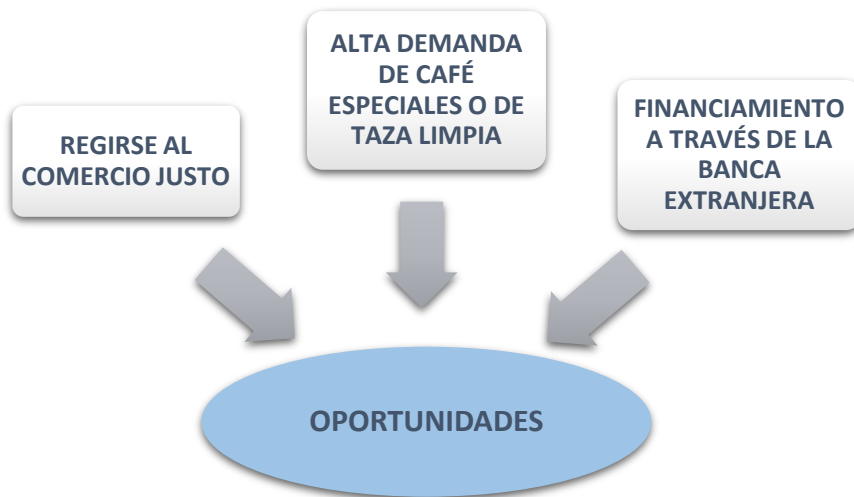 REGIRSE AL
COMERCIO JUSTO
ALTA DEMANDA
DE CAFÉ
ESPECIALES O DE
TAZA LIMPIA
FINANCIAMIENTO
A TRAVÉS DE LA
BANCA
EXTRANJERA
OPORTUNIDADES